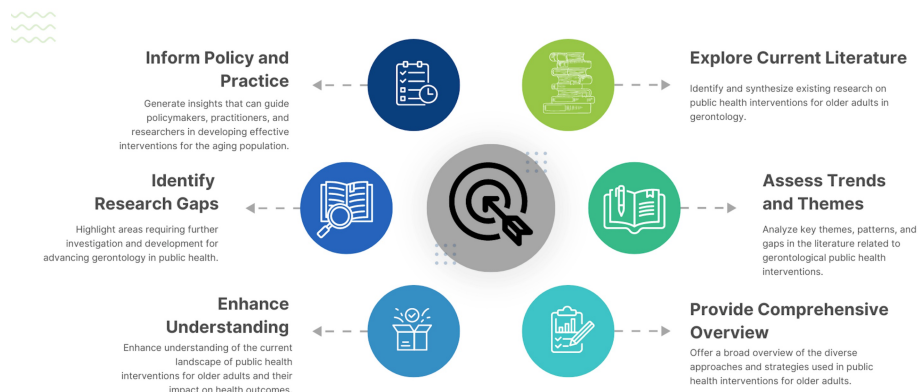 Inform Policy and
Practice
Generate insights that can guide
policymakers, practitioners, and
researchers in developing effective
interventions for the aging population.
Explore Current Literature
Identify and synthesize existing research on
public health interventions for older adults in
gerontology.
Identify
Research Gaps
Highlight areas requiring further
investigation and development for
advancing gerontology in public health.
Assess Trends
and Themes
Analyze key themes, patterns, and
gaps in the literature related to
gerontological public health
interventions.
Enhance
Understanding
Enhance understanding of the current
landscape of public health
interventions for older adults and their
impact on health outcomes.
Provide Comprehensive
Overview
Offer a broad overview of the diverse
approaches and strategies used in public
health interventions for older adults.